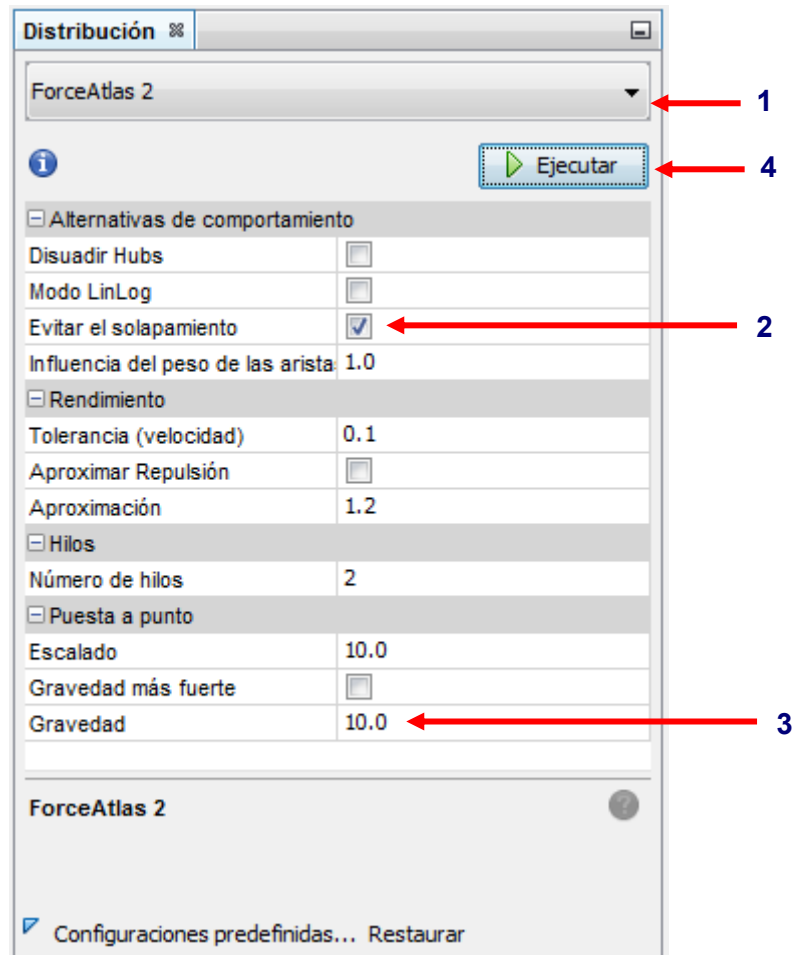 Distribución
ForceAtlas 2
1
Ejecutar
4
Alternativas de comportamiento
Disuadir Hubs
Modo LinLog
Evitar el solapamiento
2
Influencia del peso de las arista 1.0
Rendimiento
Tolerancia (velocidad) 0.1
Aproximar Repulsión
Aproximación 1.2
Hilos
Número de hilos 2
Puesta a punto
Escalado 10.0
Gravedad más fuerte
Gravedad 10.0
3
ForceAtlas 2
?
Configuraciones predefinidas... Restaurar